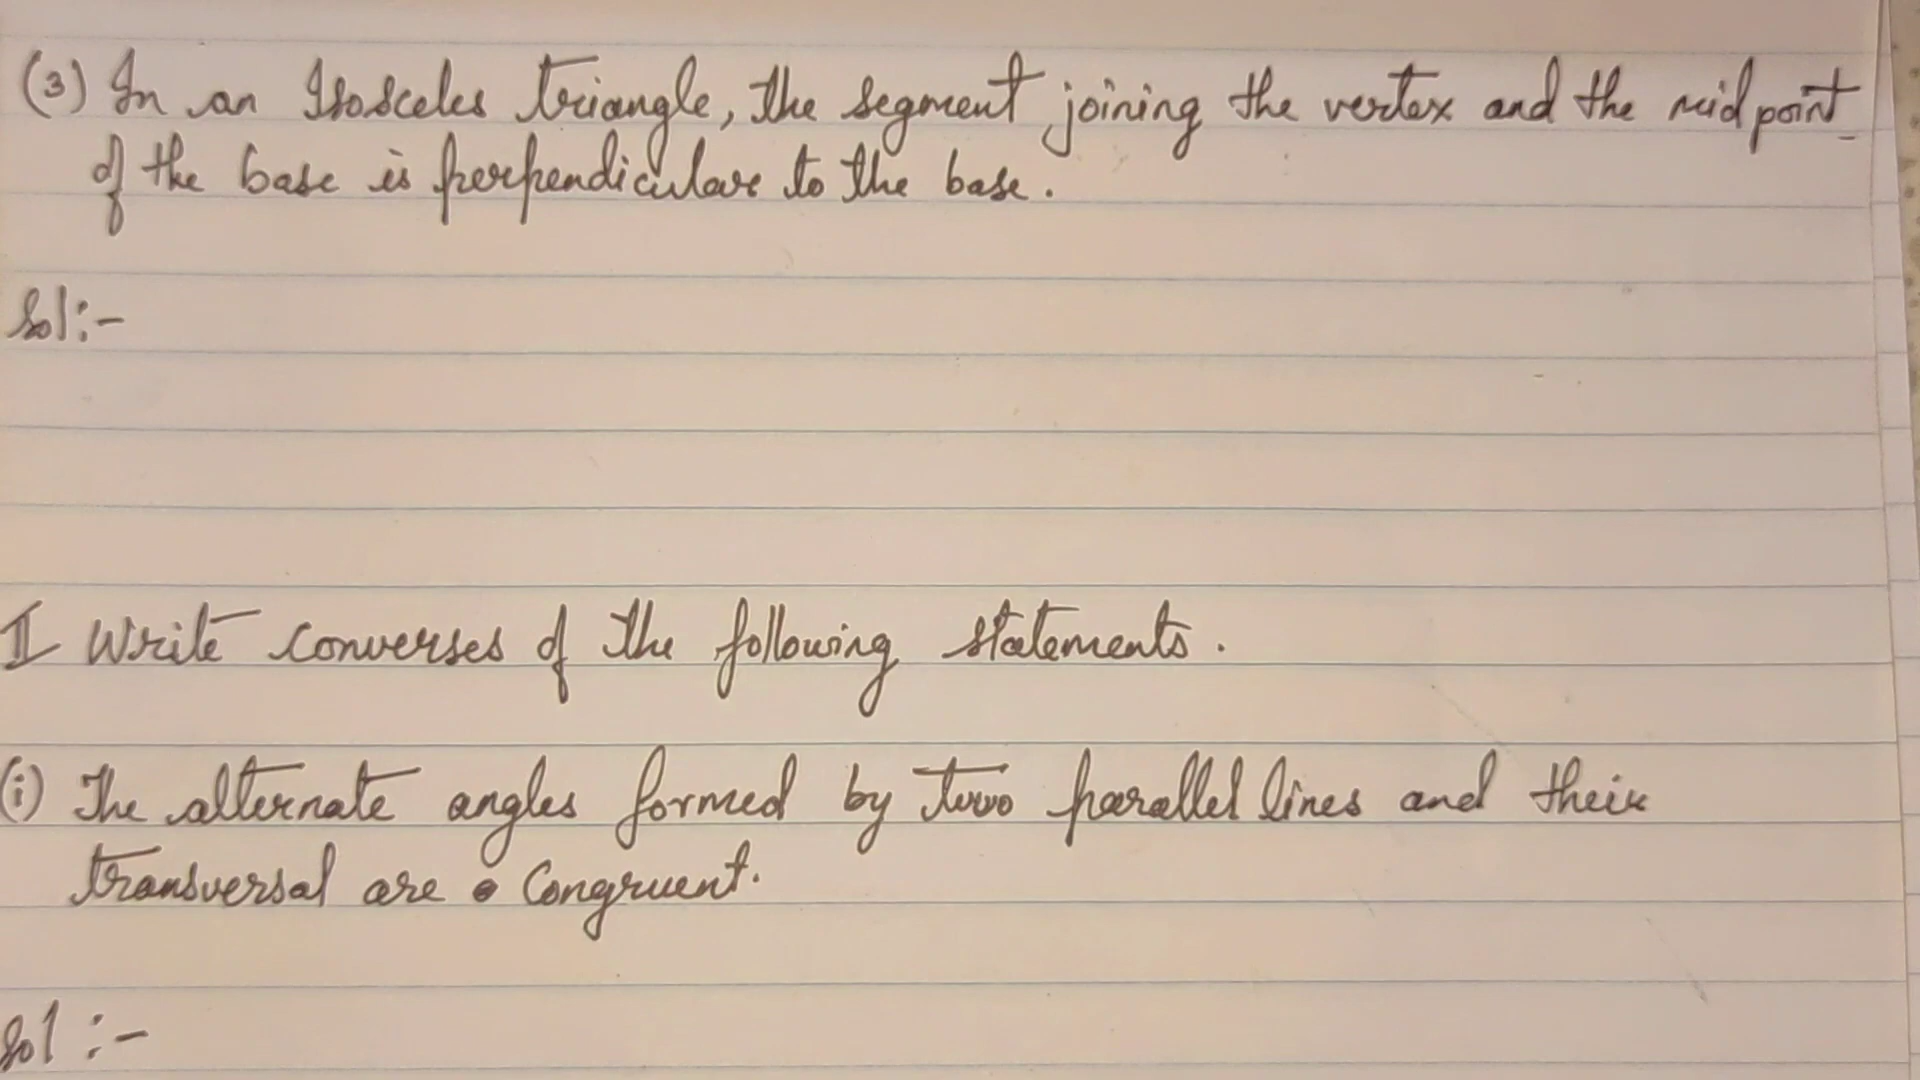 (3) In an Isosceles triangle, the segment joining the vertex and the midpoint
of the base is perpendicular to the base.
Sol:-
II Write converses of the following statements.
(i) The alternate angles formed by two parallel lines and their
transversal are Congruent.
Sol :-